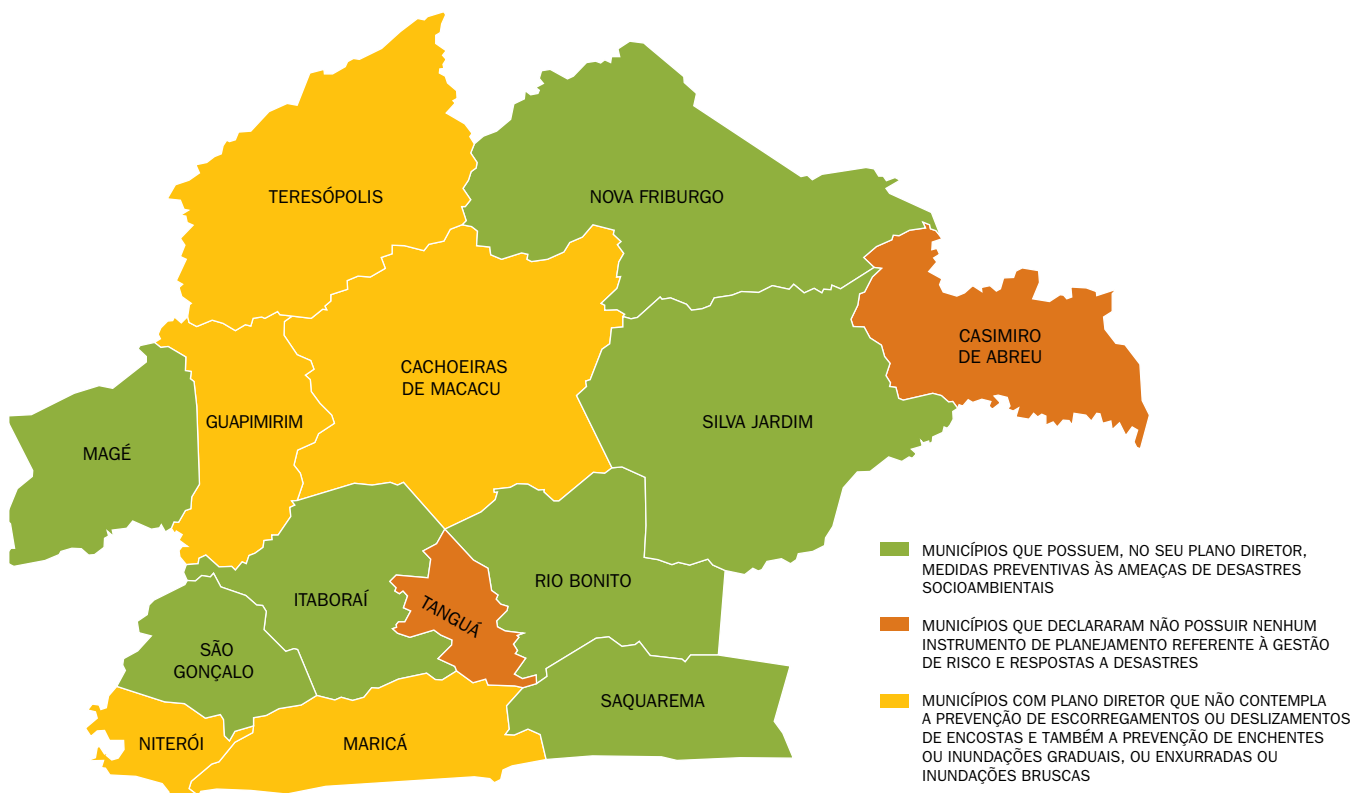 TERESÓPOLIS
NOVA FRIBURGO
CASIMIRO
DE ABREU
CACHOEIRAS
DE MACACU
GUAPIMIRIM
SILVA JARDIM
MAGÉ
RIO BONITO
ITABORAÍ
TANGUÁ
SÃO
GONÇALO
SAQUAREMA
NITERÓI
MARICÁ
MUNICÍPIOS QUE POSSUEM, NO SEU PLANO DIRETOR,
MEDIDAS PREVENTIVAS ÀS AMEAÇAS DE DESASTRES
SOCIOAMBIENTAIS
MUNICÍPIOS QUE DECLARARAM NÃO POSSUIR NENHUM
INSTRUMENTO DE PLANEJAMENTO REFERENTE À GESTÃO
DE RISCO E RESPOSTAS A DESASTRES
MUNICÍPIOS COM PLANO DIRETOR QUE NÃO CONTEMPLA
A PREVENÇÃO DE ESCORREGAMENTOS OU DESLIZAMENTOS
DE ENCOSTAS E TAMBÉM A PREVENÇÃO DE ENCHENTES
OU INUNDAÇÕES GRADUAIS, OU ENXURRADAS OU
INUNDAÇÕES BRUSCAS